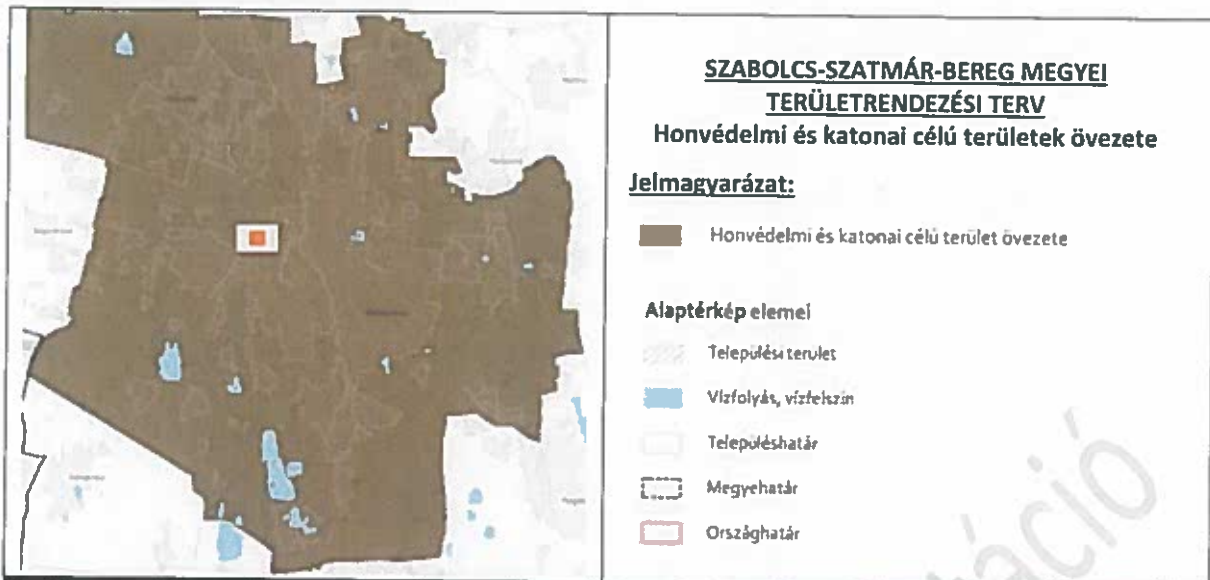 SZABOLCS-SZATMÁR-BEREG MEGYEI
TERÜLETRENDEZÉSI TERV
Honvédelmi és katonai célú területek övezete
Jelmagyarázat:
Honvédelmi és katonai célú terület övezete
Alaptérkép elemei
Települési terület
Vízfolyás, vízfelszín
Településhatár
Megyehatár
Országhatár